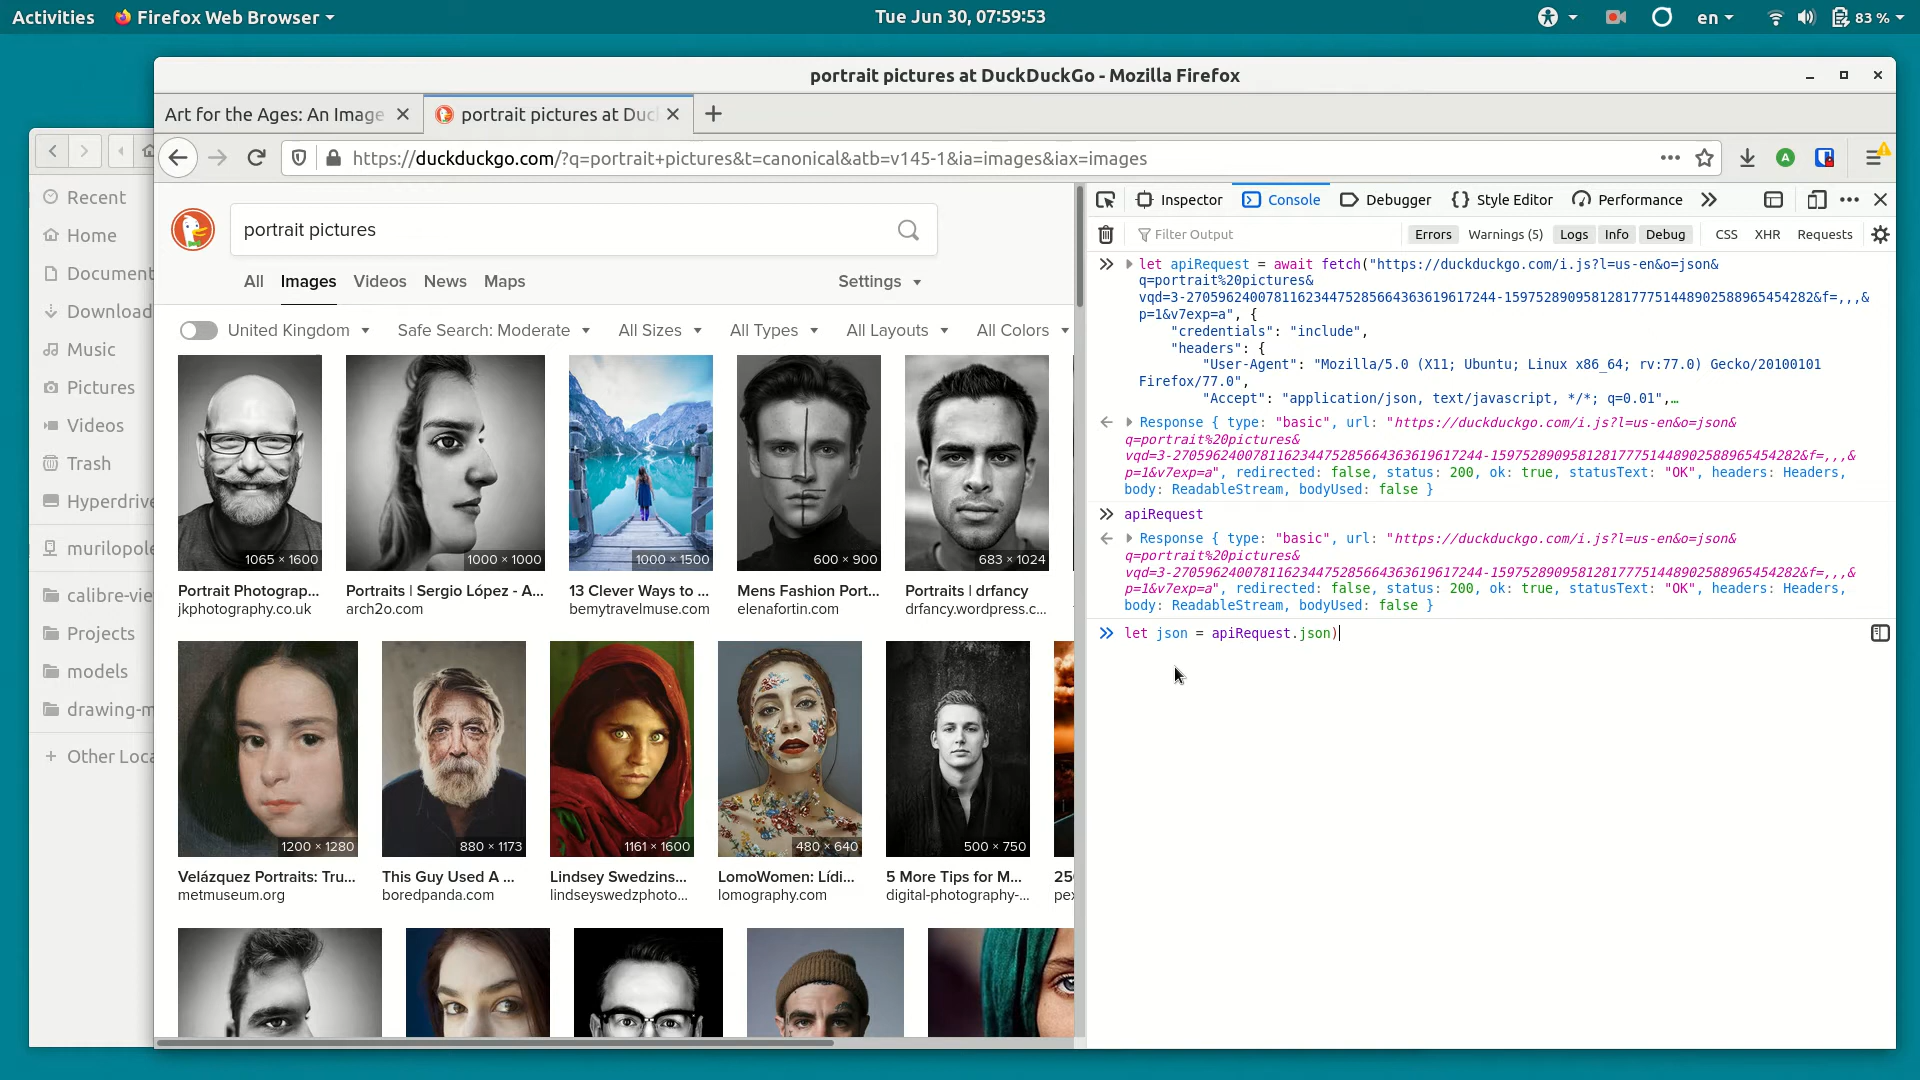 Activities Firefox Web Browser Tue Jun 30, 07:59:53 en 83 %
portrait pictures at DuckDuckGo - Mozilla Firefox
Art for the Ages: An Image portrait pictures at Duc
https://duckduckgo.com/?q=portrait+pictures&t=canonical&atb=v145-1&ia=images&iax=images
Recent
Home
Document
Download
Music
Pictures
Videos
Trash
Hyperdrive
murilopole
calibre-vie
Projects
models
drawing-m
Other Loca
portrait pictures
All Images Videos News Maps Settings
United Kingdom Safe Search: Moderate All Sizes All Types All Layouts All Colors
1065 × 1600 1000 × 1000 1000 × 1500 600 × 900 683 × 1024
Portrait Photograp... Portraits | Sergio López - A... 13 Clever Ways to ... Mens Fashion Port... Portraits | drfancy
jkphotography.co.uk arch2o.com bemytravelmuse.com elenafortin.com drfancy.wordpress.c...
1200 × 1280 880 × 1173 1161 × 1600 480 × 640 500 × 750
Velázquez Portraits: Tru... This Guy Used A ... Lindsey Swedzins... LomoWomen: Lídi... 5 More Tips for M... 25
metmuseum.org boredpanda.com lindseyswedzphoto... lomography.com digital-photography-... pex
Inspector Console Debugger Style Editor Performance
Filter Output Errors Warnings (5) Logs Info Debug CSS XHR Requests
let apiRequest = await fetch("https://duckduckgo.com/i.js?l=us-en&o=json&
q=portrait%20pictures&
vqd=3-270596240078116234475285664363619617244-159752890958128177751448902588965454282&f=,,,&
p=1&v7exp=a", {
"credentials": "include",
"headers": {
"User-Agent": "Mozilla/5.0 (X11; Ubuntu; Linux x86_64; rv:77.0) Gecko/20100101
Firefox/77.0",
"Accept": "application/json, text/javascript, */*; q=0.01",…
Response { type: "basic", url: "https://duckduckgo.com/i.js?l=us-en&o=json&
q=portrait%20pictures&
vqd=3-270596240078116234475285664363619617244-159752890958128177751448902588965454282&f=,,,&
p=1&v7exp=a", redirected: false, status: 200, ok: true, statusText: "OK", headers: Headers,
body: ReadableStream, bodyUsed: false }
apiRequest
Response { type: "basic", url: "https://duckduckgo.com/i.js?l=us-en&o=json&
q=portrait%20pictures&
vqd=3-270596240078116234475285664363619617244-159752890958128177751448902588965454282&f=,,,&
p=1&v7exp=a", redirected: false, status: 200, ok: true, statusText: "OK", headers: Headers,
body: ReadableStream, bodyUsed: false }
let json = apiRequest.json)